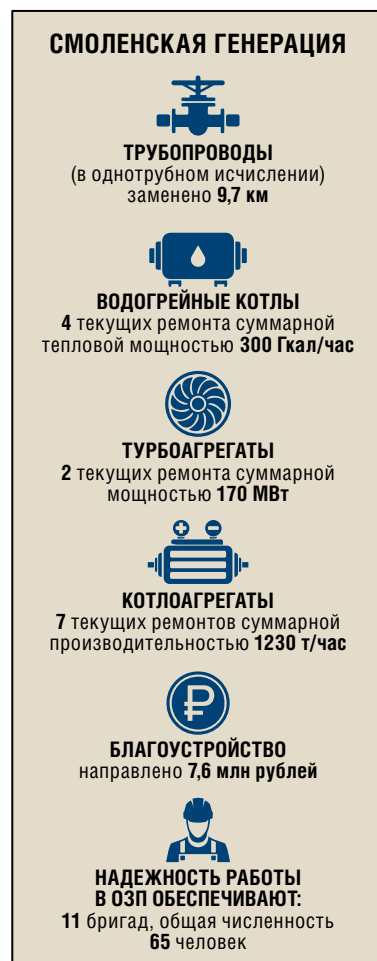 СМОЛЕНСКАЯ ГЕНЕРАЦИЯ
ТРУБОПРОВОДЫ
(в однотрубном исчислении)
заменено 9,7 км
ВОДОГРЕЙНЫЕ КОТЛЫ
4 текущих ремонта суммарной
тепловой мощностью 300 Гкал/час
ТУРБОАГРЕГАТЫ
2 текущих ремонта суммарной
мощностью 170 МВт
КОТЛОАГРЕГАТЫ
7 текущих ремонтов суммарной
производительностью 1230 т/час
БЛАГОУСТРОЙСТВО
направлено 7,6 млн рублей
НАДЕЖНОСТЬ РАБОТЫ
В ОЗП ОБЕСПЕЧИВАЮТ:
11 бригад, общая численность
65 человек